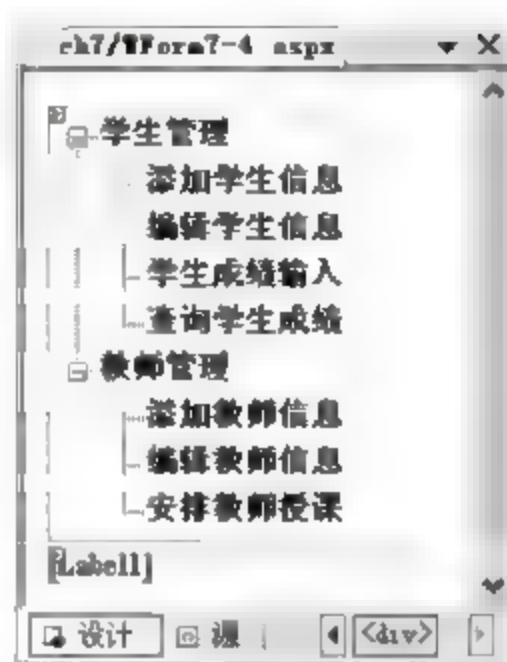 ch7/WForm7-4 aspx
学生管理
添加学生信息
编辑学生信息
学生成绩输入
查询学生成绩
教师管理
添加教师信息
编辑教师信息
安排教师授课
[Label1]
设计 源 <div>